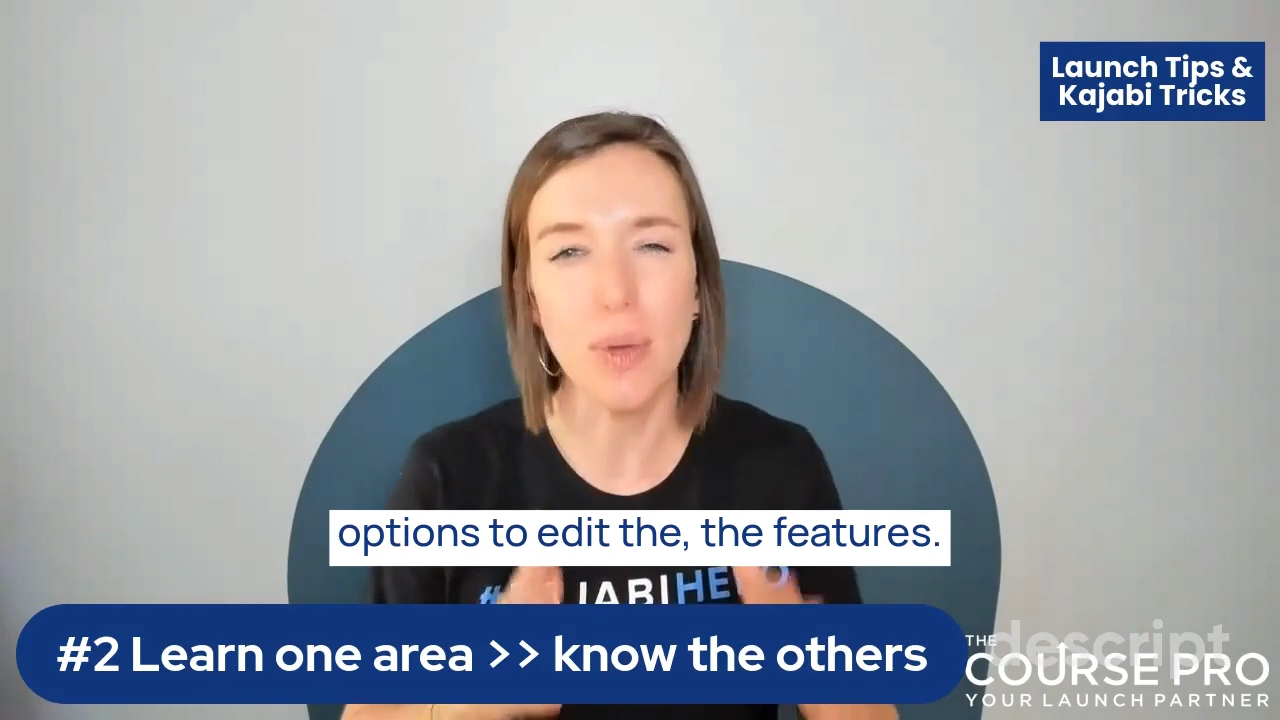 Launch Tips &
Kajabi Tricks
options to edit the, the features.
#2 Learn one area >> know the others
descript
THE
COURSE PRO
YOUR LAUNCH PARTNER